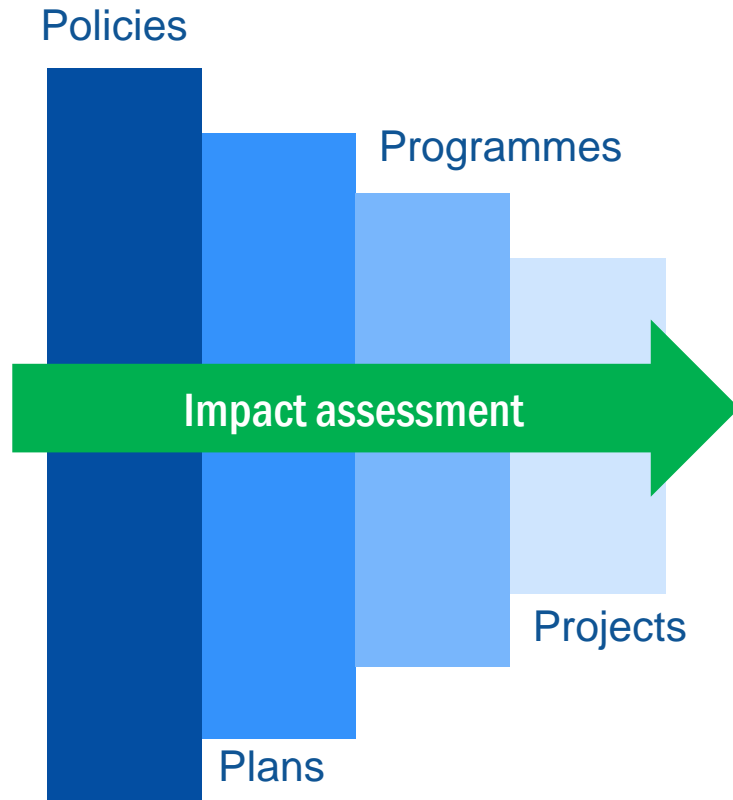 Policies
Programmes
Impact assessment
Projects
Plans